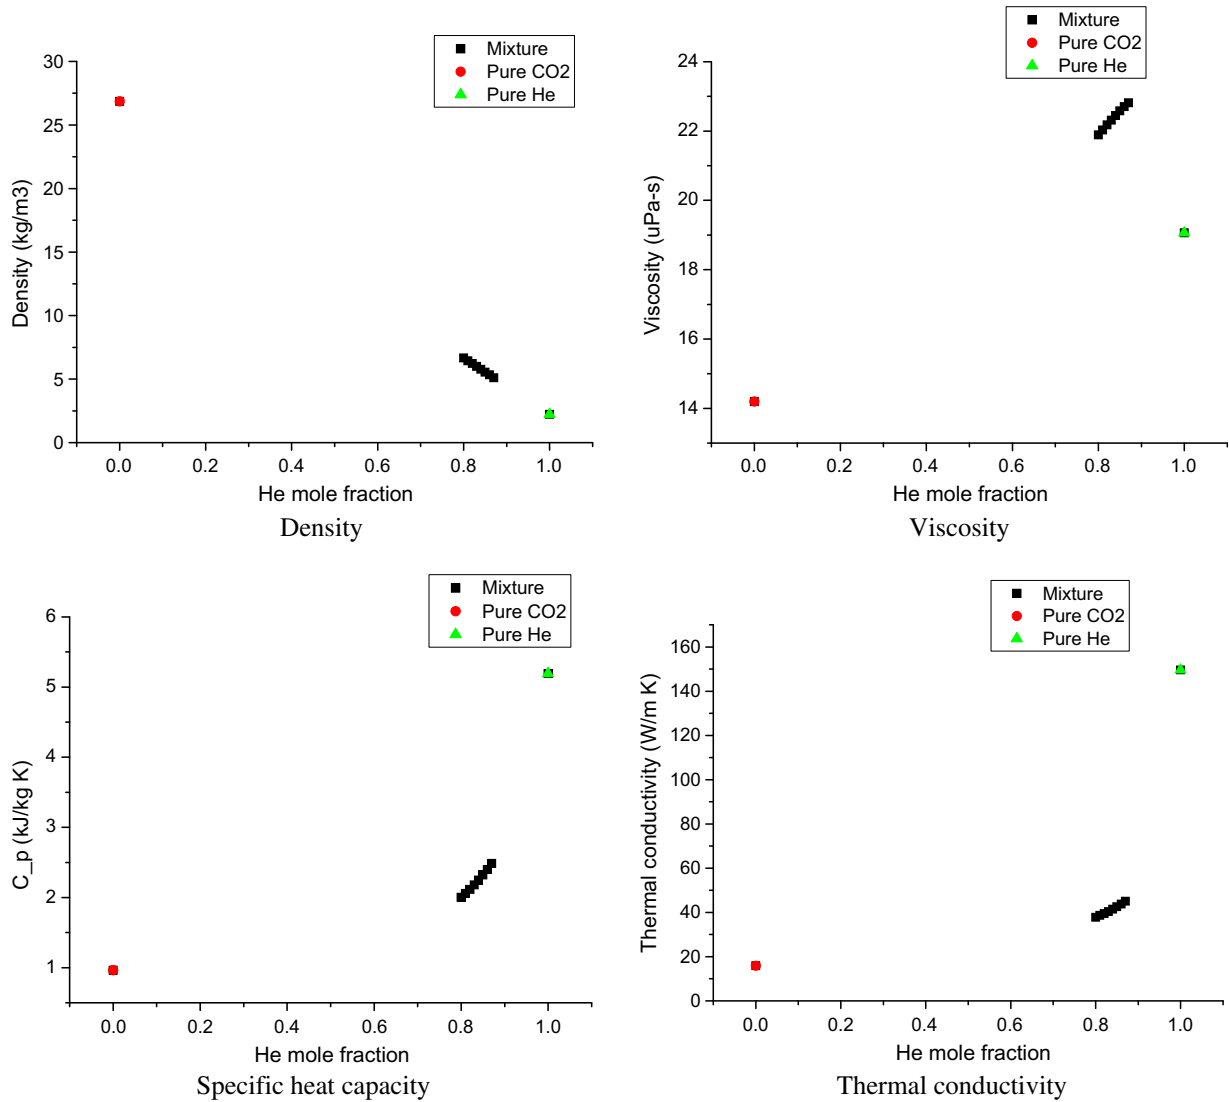 Mixture
Pure CO2
Pure He
30
25
20
15
10
5
0
Density (kg/m3)
0.0 0.2 0.4 0.6 0.8 1.0
He mole fraction
Density
Mixture
Pure CO2
Pure He
24
22
20
18
16
14
Viscosity (uPa-s)
0.0 0.2 0.4 0.6 0.8 1.0
He mole fraction
Viscosity
Mixture
Pure CO2
Pure He
6
5
4
3
2
1
C_p (kJ/kg K)
0.0 0.2 0.4 0.6 0.8 1.0
He mole fraction
Specific heat capacity
Mixture
Pure CO2
Pure He
160
140
120
100
80
60
40
20
0
Thermal conductivity (W/m K)
0.0 0.2 0.4 0.6 0.8 1.0
He mole fraction
Thermal conductivity